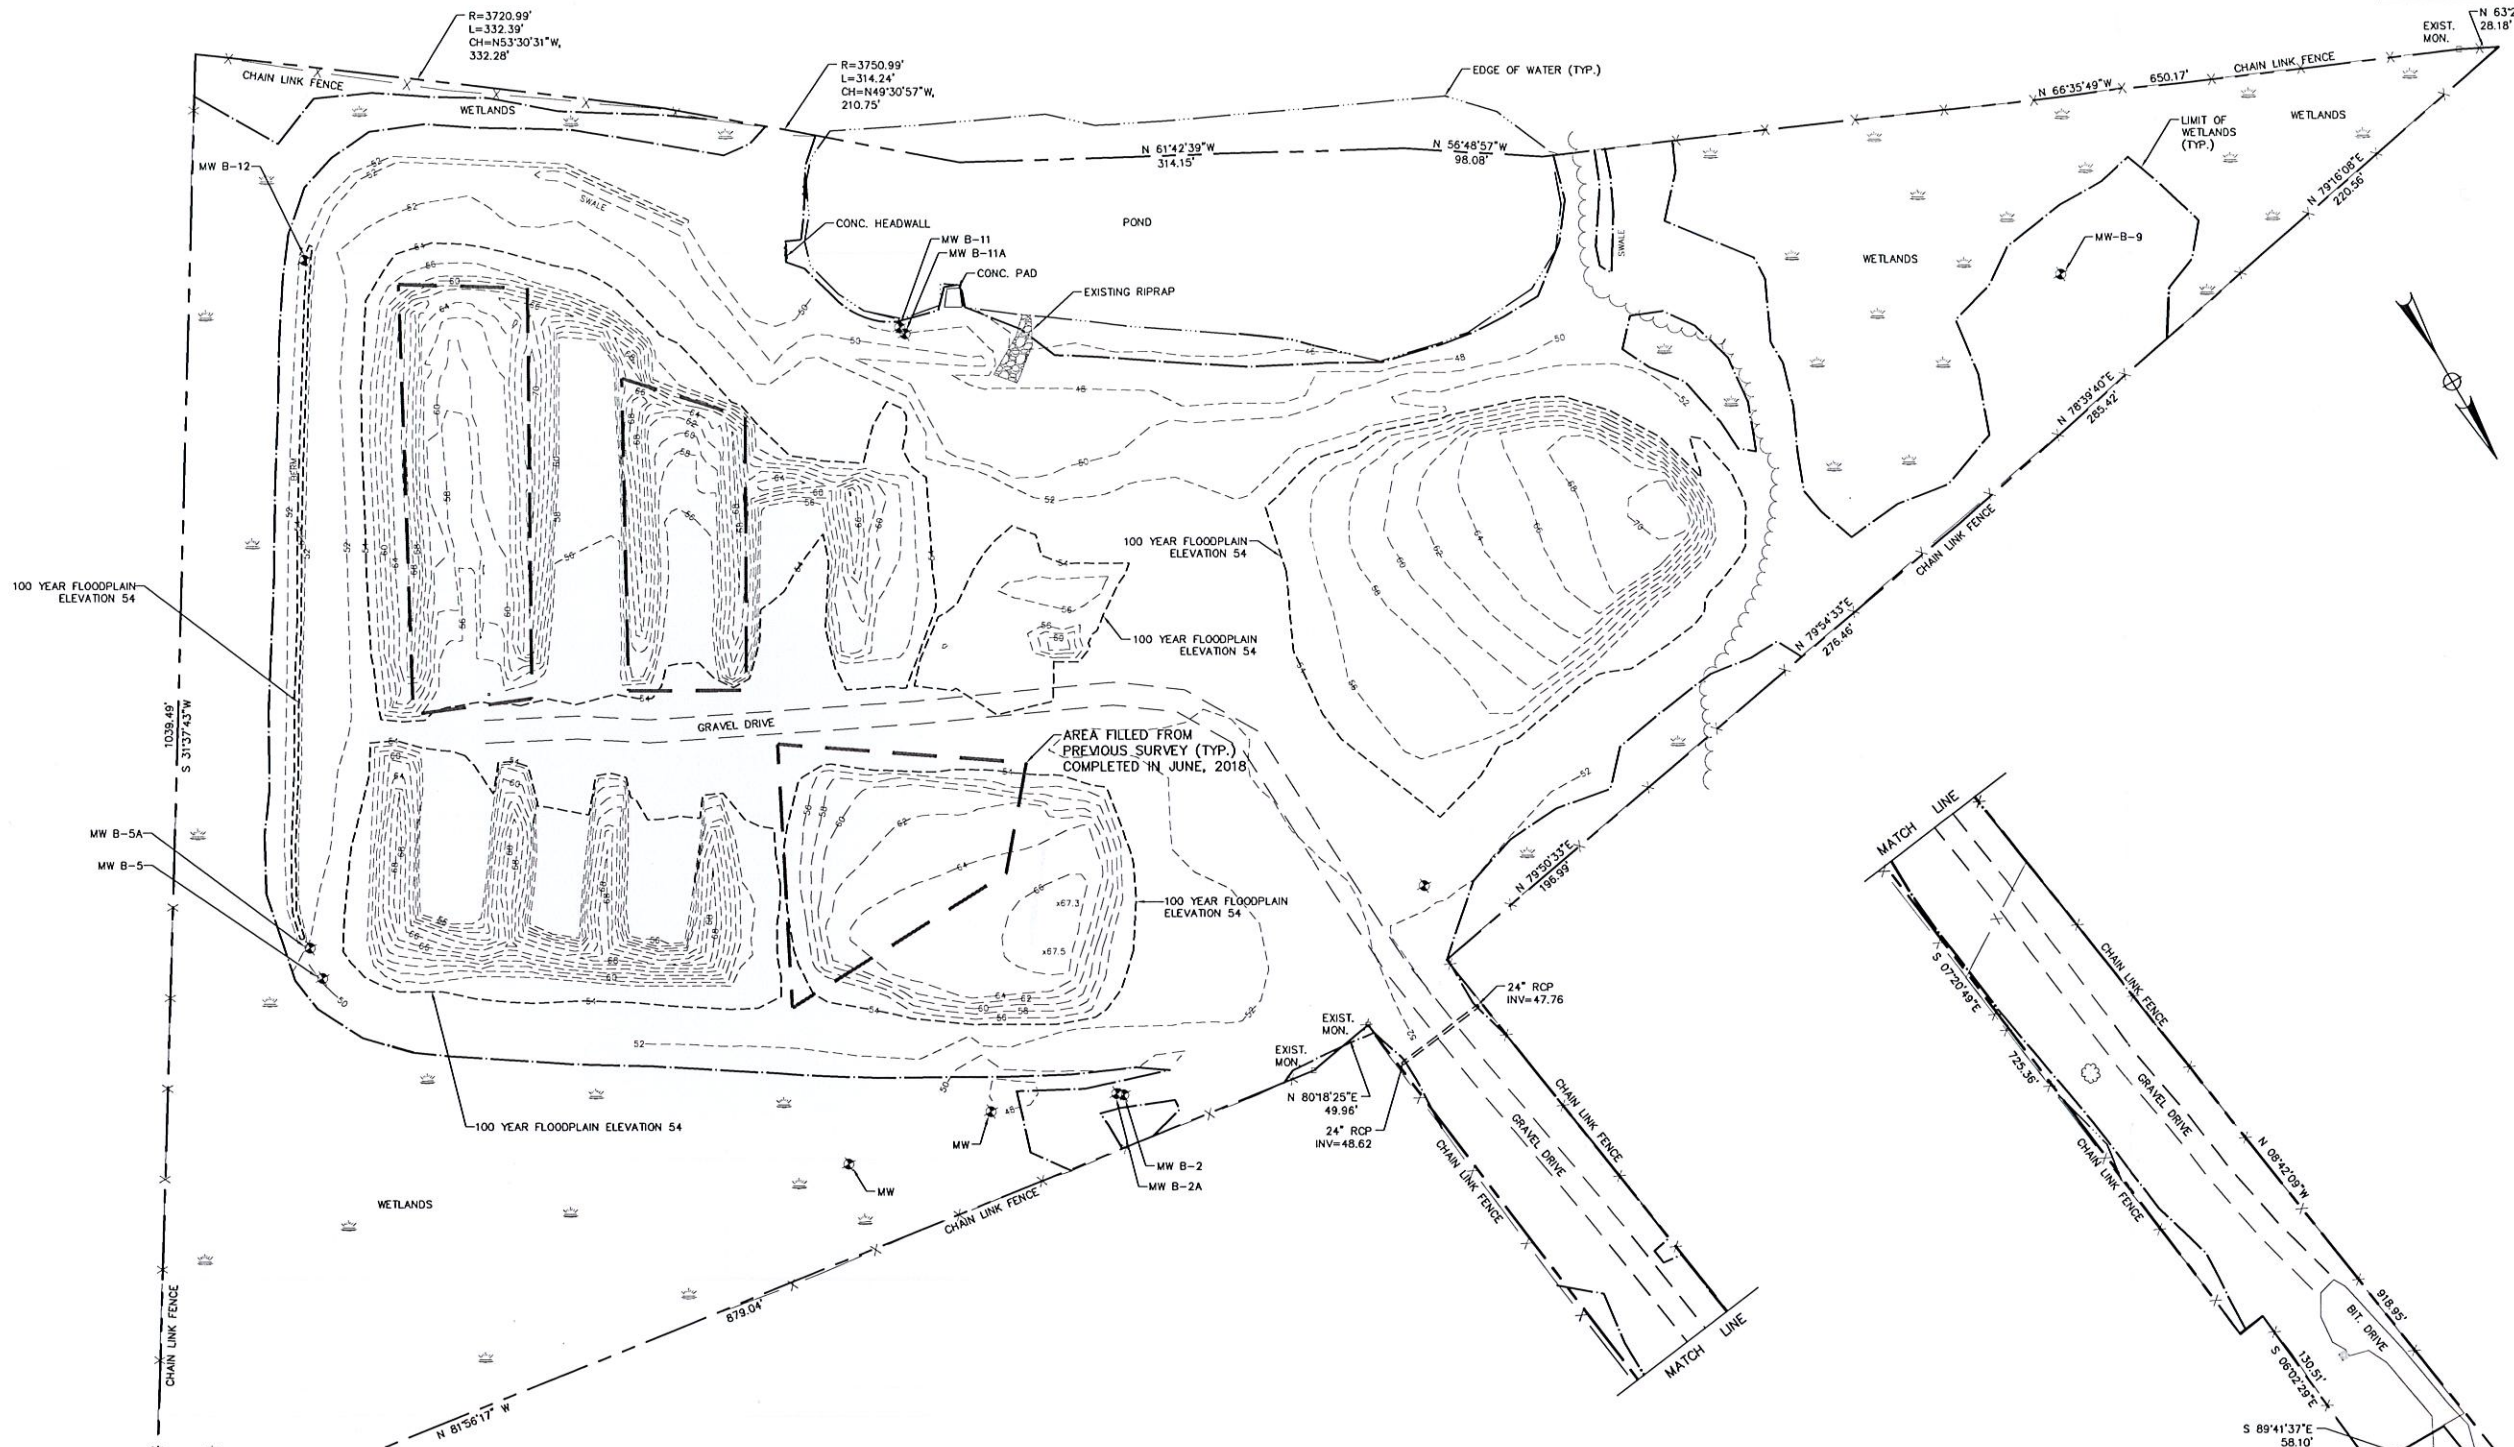 R=3720.99'
L=332.39'
CH=N53°30'31"W,
332.28'
R=3750.99'
L=314.24'
CH=N49°30'57"W,
210.75'
EDGE OF WATER (TYP.)
EXIST.
MON.
28.18'
CHAIN LINK FENCE
WETLANDS
N 66°35'49"W 650.17'
CHAIN LINK FENCE
WETLANDS
LIMIT OF
WETLANDS
(TYP.)
N 61°42'39"W
314.15'
N 56°48'57"W
98.08'
N 79°16'08"E
220.56'
MW B-12
SWALE
CONC. HEADWALL
MW B-11
MW B-11A
CONC. PAD
EXISTING RIPRAP
POND
SWALE
WETLANDS
MW-B-9
N 78°39'40"E
285.42'
BERM
100 YEAR FLOODPLAIN
ELEVATION 54
100 YEAR FLOODPLAIN
ELEVATION 54
100 YEAR FLOODPLAIN
ELEVATION 54
CHAIN LINK FENCE
N 79°54'33"E
276.46'
1039.49'
S 31°37'43"W
GRAVEL DRIVE
AREA FILLED FROM
PREVIOUS SURVEY (TYP.)
COMPLETED IN JUNE, 2018
MW B-5A
MW B-5
x67.3
x67.5
100 YEAR FLOODPLAIN
ELEVATION 54
N 79°50'33"E
196.99'
MATCH LINE
24" RCP
INV=47.76
EXIST.
MON.
EXIST.
MON.
N 80°18'25"E
49.96'
24" RCP
INV=48.62
100 YEAR FLOODPLAIN ELEVATION 54
MW
MW
MW B-2
MW B-2A
WETLANDS
CHAIN LINK FENCE
CHAIN LINK FENCE
GRAVEL DRIVE
CHAIN LINK FENCE
MATCH LINE
S 07°20'49"E
725.36'
CHAIN LINK FENCE
GRAVEL DRIVE
CHAIN LINK FENCE
N 08°42'09"W
918.95'
BIT. DRIVE
130.51'
S 06°02'29"E
S 89°41'37"E
58.10'
CHAIN LINK FENCE
879.04'
N 81°56'17" W